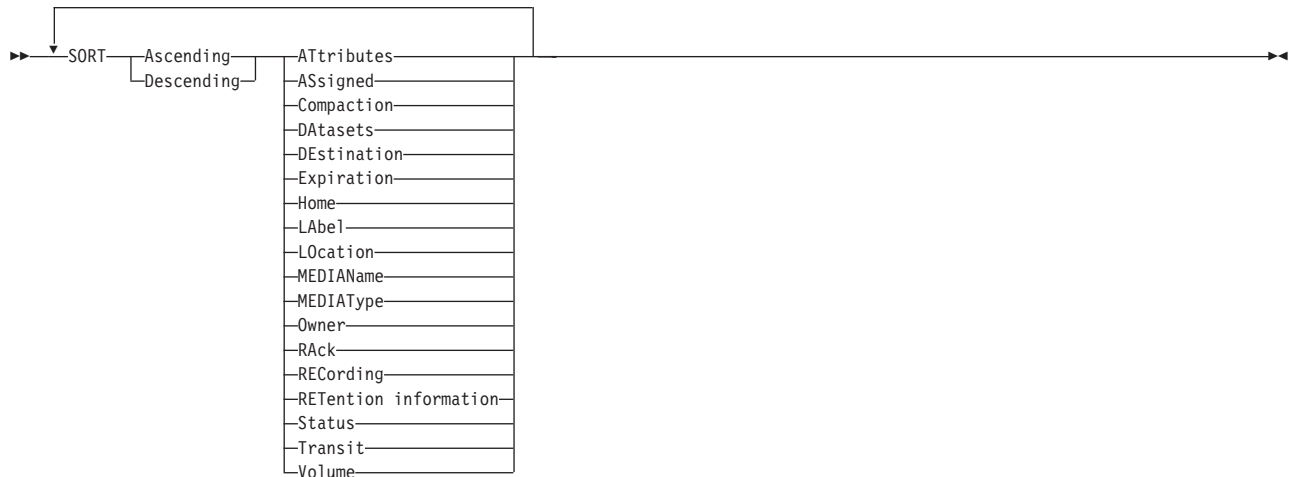 SORT Ascending ATtributes
Descending ASsigned
Compaction
DAtasets
DEstination
Expiration
Home
LAbel
LOcation
MEDIAName
MEDIAType
Owner
RAck
RECording
RETention information
Status
Transit
Volume